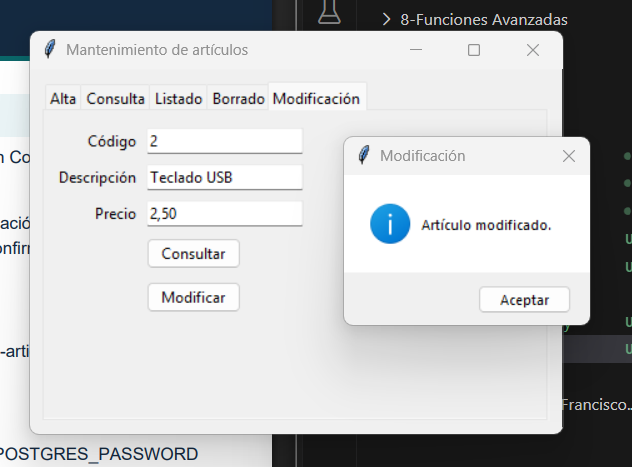 8-Funciones Avanzadas
Mantenimiento de artículos
Alta Consulta Listado Borrado Modificación
Código 2
Descripción Teclado USB
Precio 2,50
Consultar
Modificar
Modificación
Artículo modificado.
Aceptar
Francisco...
POSTGRES_PASSWORD